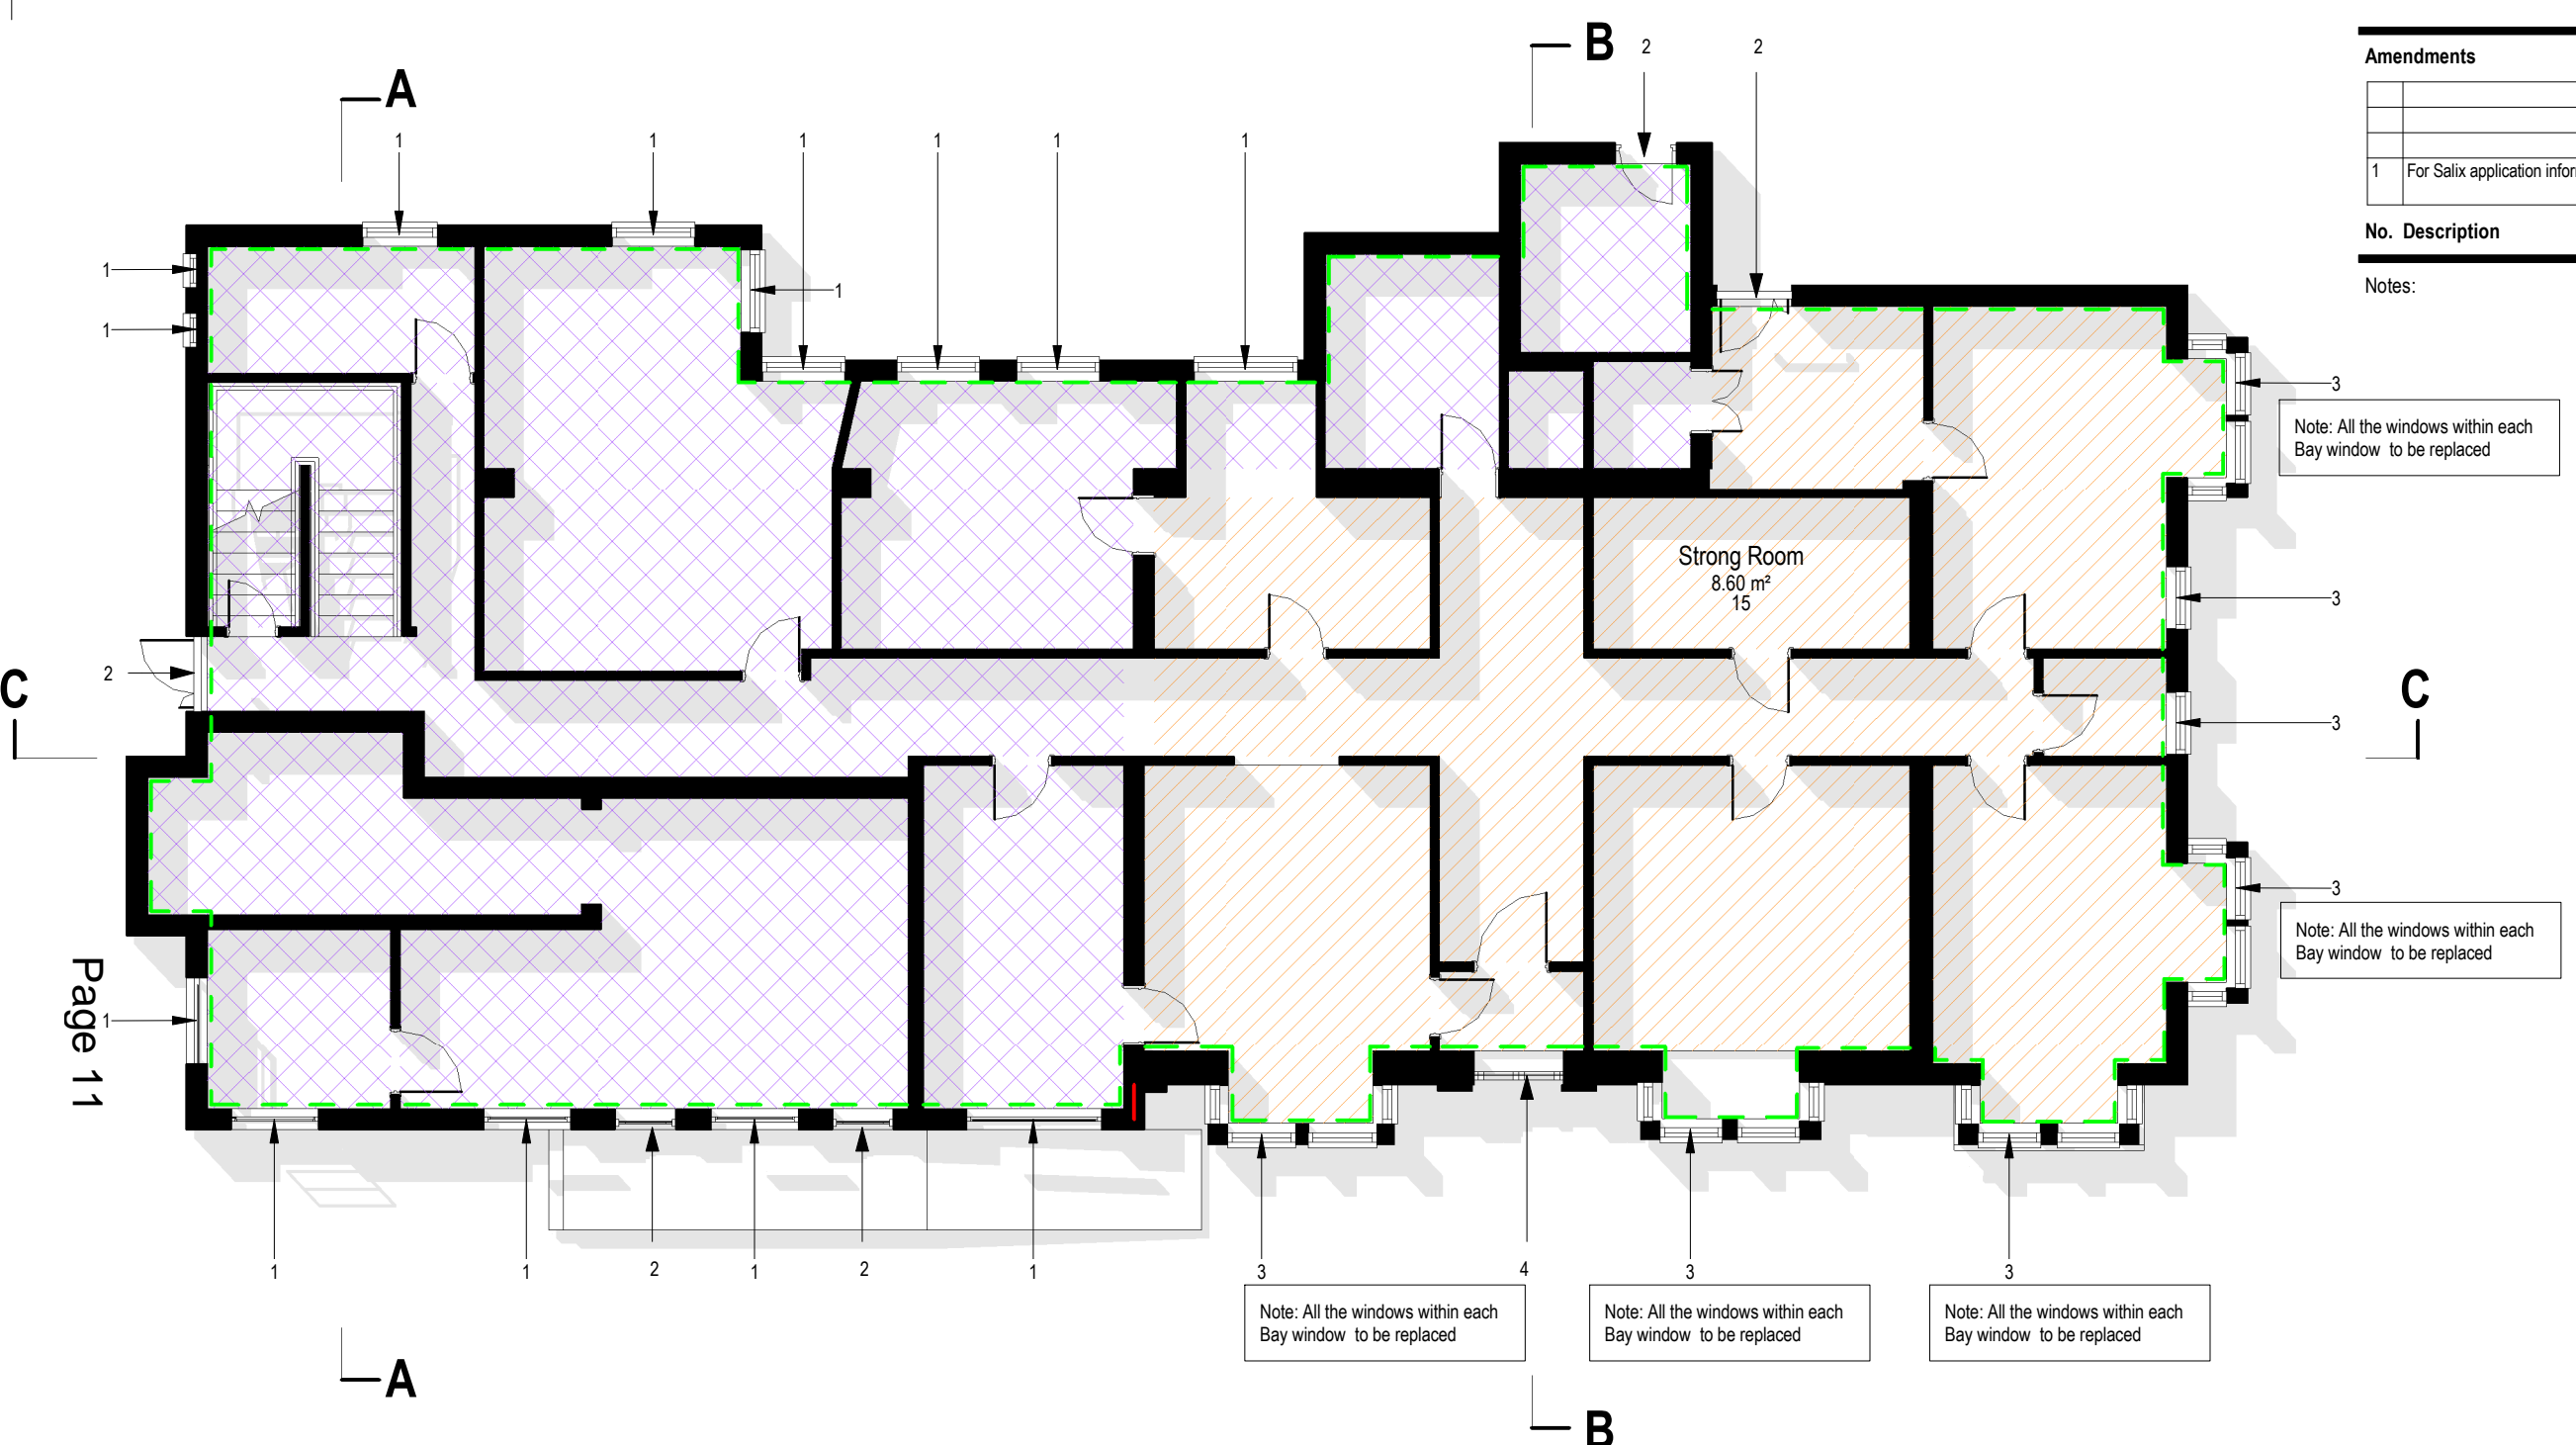 B
2
2
A
1
1
1
1
1
1
1
1
1
Amendments
1 For Salix application infor
No. Description
Notes:
3
Note: All the windows within each
Bay window to be replaced
Strong Room
8.60 m²
15
3
C
2
3
C
3
Note: All the windows within each
Bay window to be replaced
Page 11
1
1
1
2
1
2
1
3
4
3
3
Note: All the windows within each
Bay window to be replaced
Note: All the windows within each
Bay window to be replaced
Note: All the windows within each
Bay window to be replaced
A
B